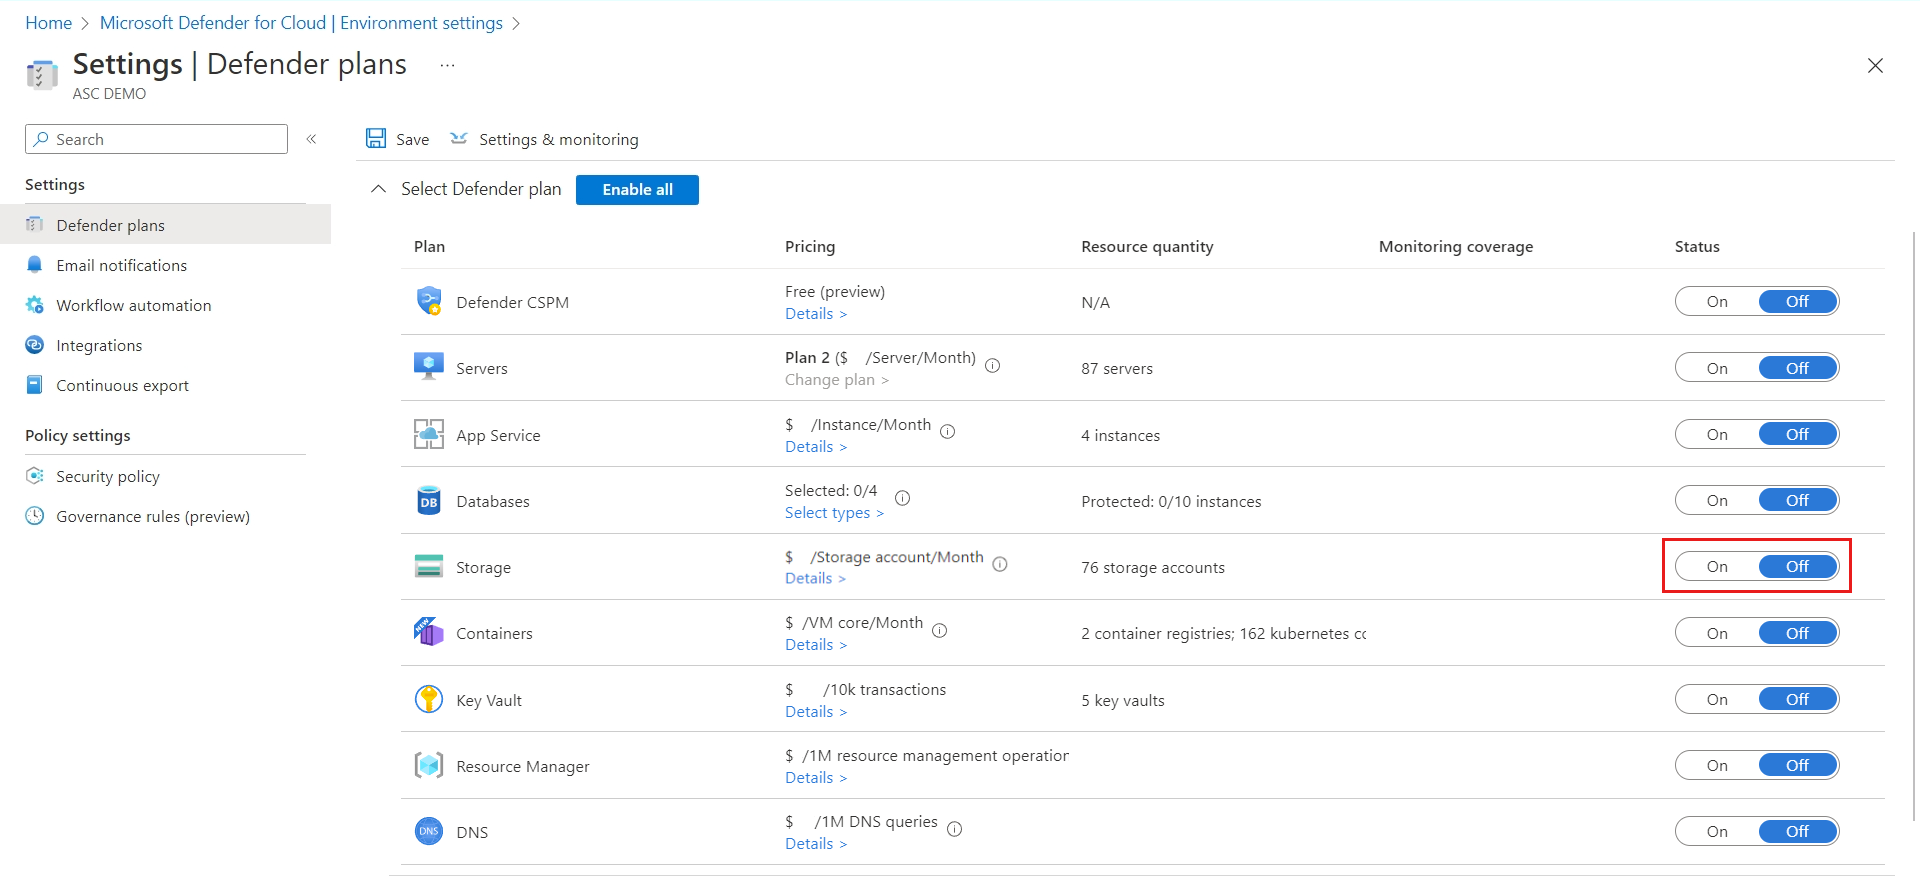 Home > Microsoft Defender for Cloud | Environment settings >
Settings | Defender plans ...
ASC DEMO
Search «
Settings
Defender plans
Email notifications
Workflow automation
Integrations
Continuous export
Policy settings
Security policy
Governance rules (preview)
Save Settings & monitoring
Select Defender plan Enable all
Plan Pricing Resource quantity Monitoring coverage Status
Defender CSPM Free (preview) N/A On Off
Details >
Servers Plan 2 ($ /Server/Month) 87 servers On Off
Change plan >
App Service $ /Instance/Month 4 instances On Off
Details >
Databases Selected: 0/4 Protected: 0/10 instances On Off
Select types >
Storage $ /Storage account/Month 76 storage accounts On Off
Details >
Containers $ /VM core/Month 2 container registries; 162 kubernetes cc On Off
Details >
Key Vault $ /10k transactions 5 key vaults On Off
Details >
Resource Manager $ /1M resource management operation On Off
Details >
DNS $ /1M DNS queries On Off
Details >